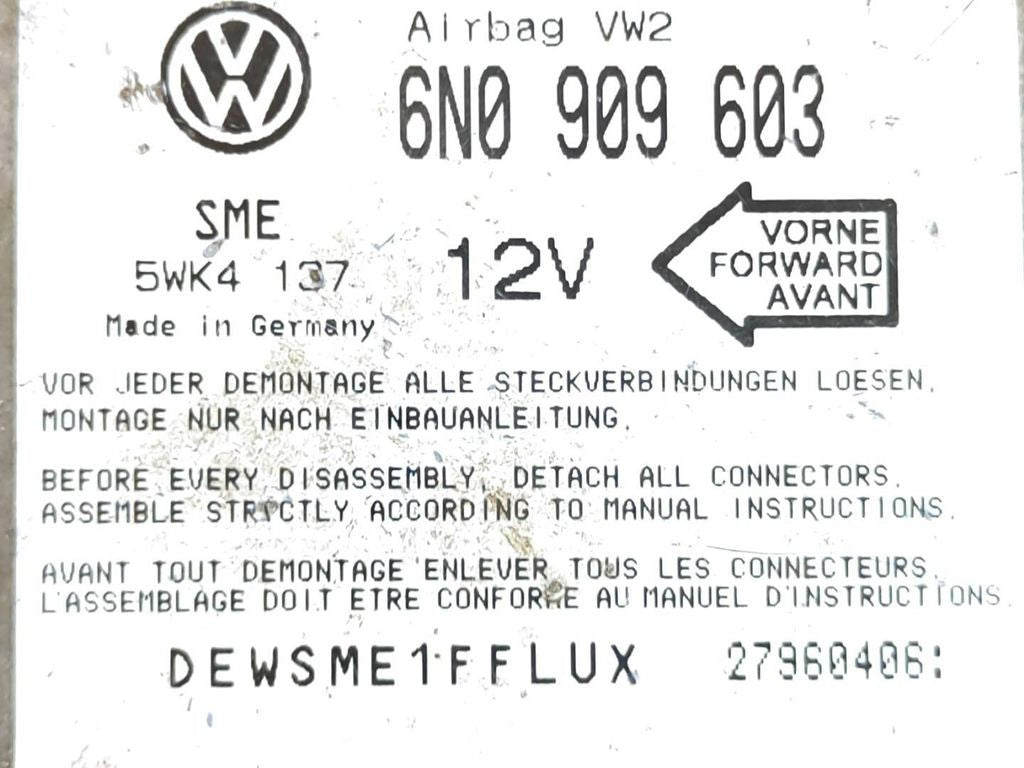 Airbag VW2
6N0 909 603
SME
5WK4 137
Made in Germany
12V
VORNE
FORWARD
AVANT
VOR JEDER DEMONTAGE ALLE STECKVERBINDUNGEN LOESEN.
MONTAGE NUR NACH EINBAUANLEITUNG.
BEFORE EVERY DISASSEMBLY, DETACH ALL CONNECTORS.
ASSEMBLE STRICTLY ACCORDING TO MANUAL INSTRUCTIONS.
AVANT TOUT DEMONTAGE ENLEVER TOUS LES CONNECTEURS.
L'ASSEMBLAGE DOIT ETRE CONFORME AU MANUEL D'INSTRUCTIONS.
DEWSME1FFLUX 27960406: